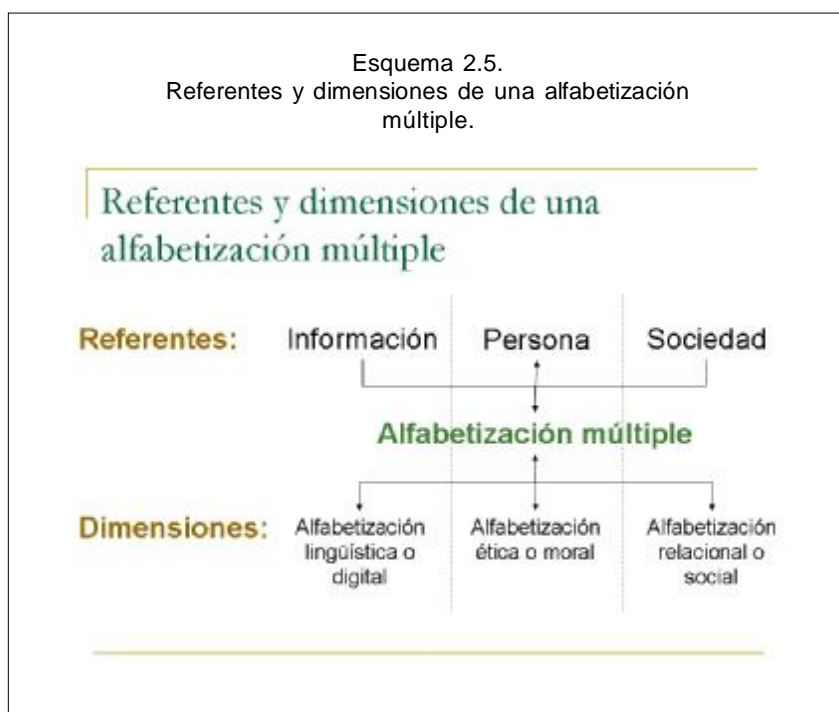 Esquema 2.5.
Referentes y dimensiones de una alfabetización
múltiple.
Referentes y dimensiones de una
alfabetización múltiple
Referentes: Información Persona Sociedad
Alfabetización múltiple
Dimensiones: Alfabetización Alfabetización Alfabetización
lingüística o ética o moral relacional o
digital social